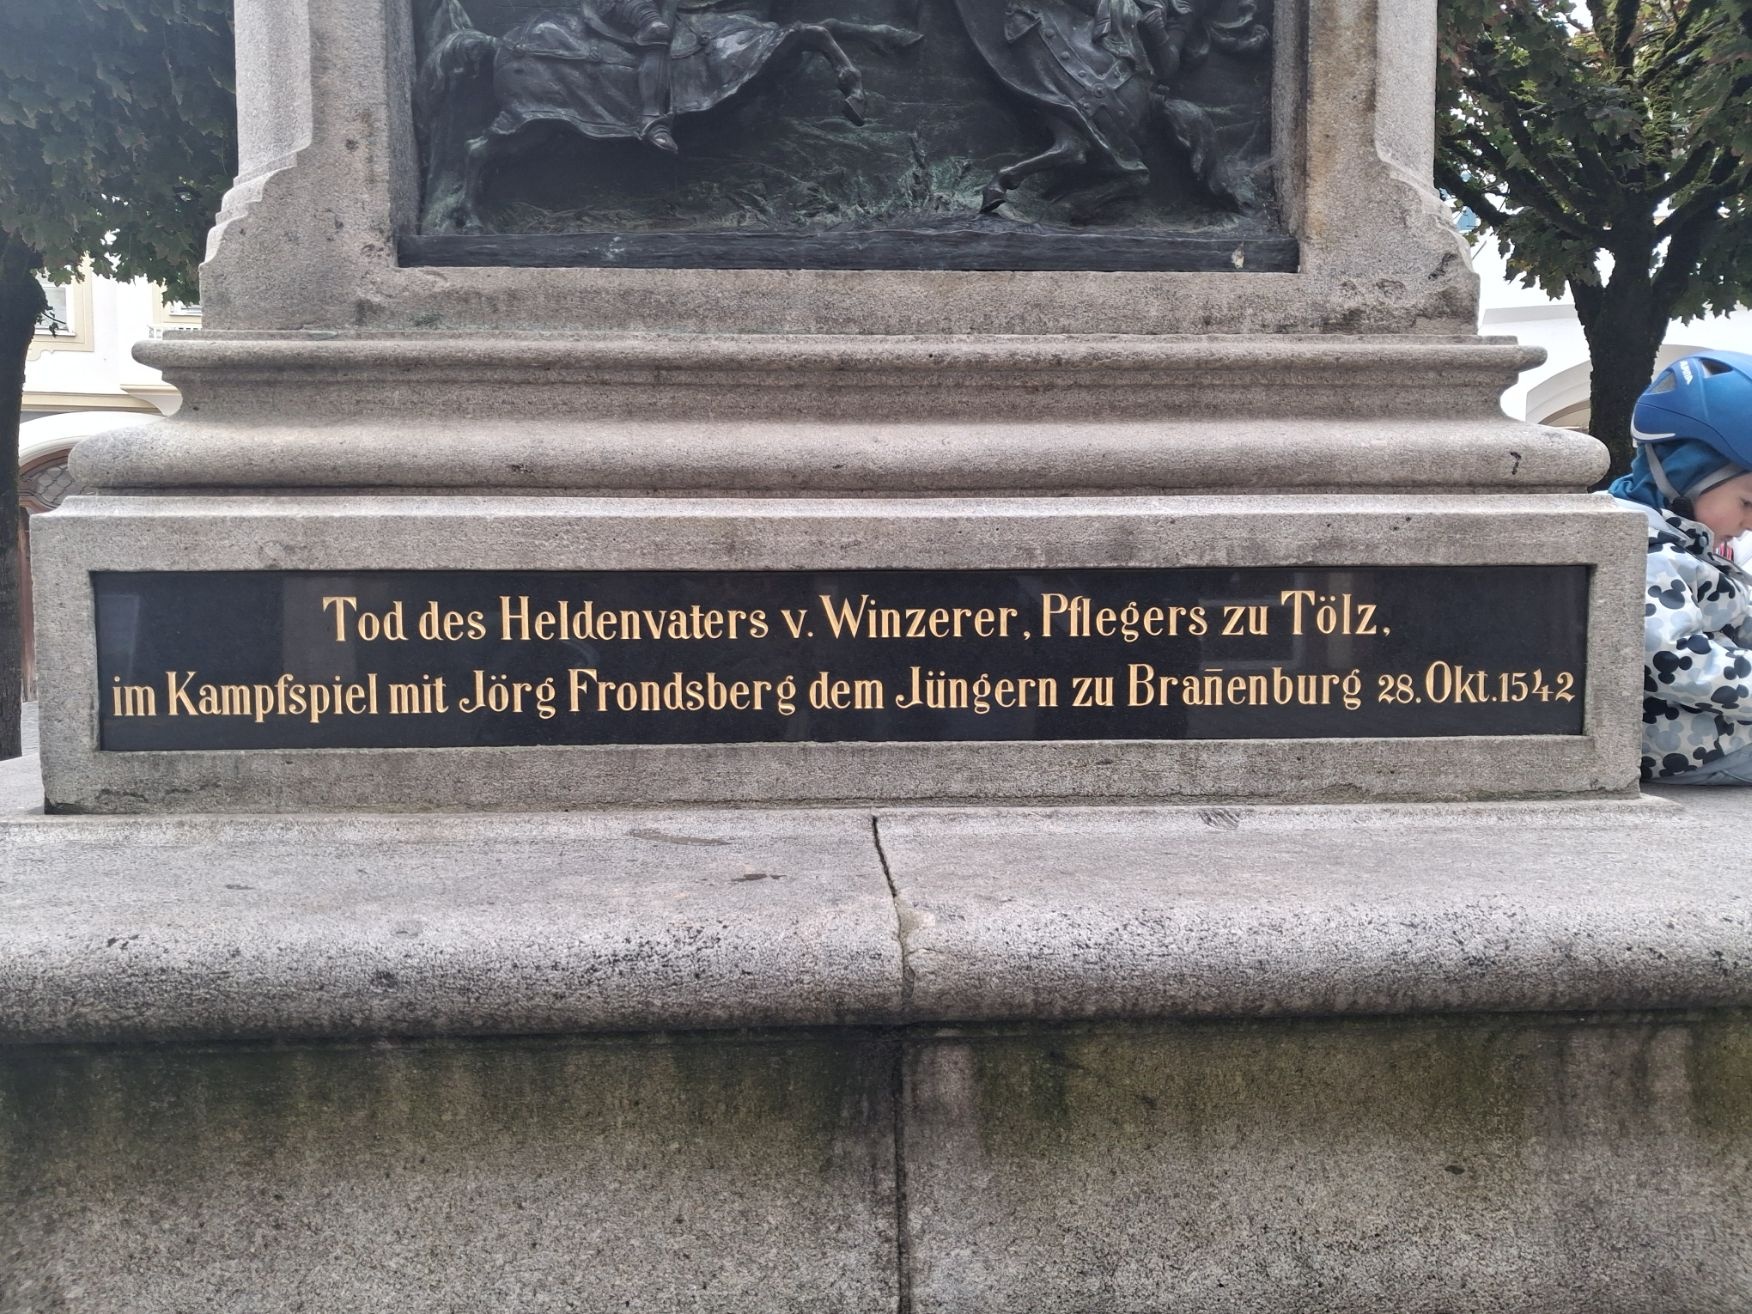 Tod des Heldenvaters v. Winzerer, Pflegers zu Tölz,
im Kampfspiel mit Jörg Frondsberg dem Jüngern zu Brañenburg 28. Okt. 1542